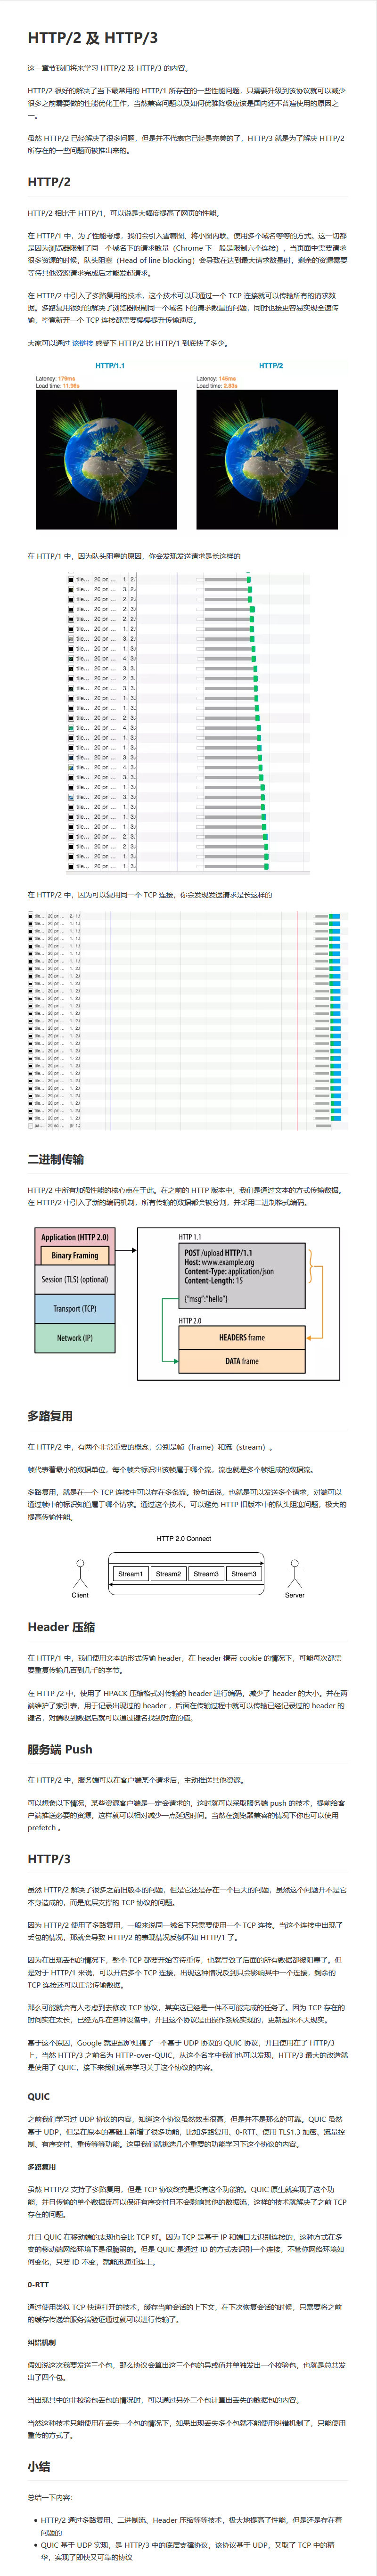 HTTP/2 及 HTTP/3
这一章节我们将来学习 HTTP/2 及 HTTP/3 的内容。
HTTP/2 很好的解决了当下最常用的 HTTP/1 所存在的一些性能问题，只需要升级到该协议就可以减少
很多之前需要做的性能优化工作，当然兼容问题以及如何优雅降级应该是国内还不普遍使用的原因之
一。
虽然 HTTP/2 已经解决了很多问题，但是并不代表它已经是完美的了，HTTP/3 就是为了解决 HTTP/2
所存在的一些问题而被推出来的。
HTTP/2
HTTP/2 相比于 HTTP/1，可以说是大幅度提高了网页的性能。
在 HTTP/1 中，为了性能考虑，我们会引入雪碧图、将小图内联、使用多个域名等等的方式。这一切都
是因为浏览器限制了同一个域名下的请求数量（Chrome 下一般是限制六个连接），当页面中需要请求
很多资源的时候，队头阻塞（Head of line blocking）会导致在达到最大请求数量时，剩余的资源需要
等待其他资源请求完成后才能发起请求。
在 HTTP/2 中引入了多路复用的技术，这个技术可以只通过一个 TCP 连接就可以传输所有的请求数
据。多路复用很好的解决了浏览器限制同一个域名下的请求数量的问题，同时也接更容易实现全速传
输，毕竟新开一个 TCP 连接都需要慢慢提升传输速度。
大家可以通过 该链接 感受下 HTTP/2 比 HTTP/1 到底快了多少。
HTTP/1.1
HTTP/2
Latency: 179ms
Load time: 11.98s
Latency: 149ms
Load time: 2.83s
在 HTTP/1 中，因为队头阻塞的原因，你会发现发送请求是长这样的
在 HTTP/2 中，因为可以复用同一个 TCP 连接，你会发现发送请求是长这样的
二进制传输
HTTP/2 中所有加强性能的核心点在于此。在之前的 HTTP 版本中，我们是通过文本的方式传输数据。
在 HTTP/2 中引入了新的编码机制，所有传输的数据都会被分割，并采用二进制格式编码。
Application (HTTP 2.0)
Binary Framing
Session (TLS) (optional)
Transport (TCP)
Network (IP)
HTTP 1.1
POST /upload HTTP/1.1
Host: www.example.org
Content-Type: application/json
Content-Length: 15
{"msg":"hello"}
HTTP 2.0
HEADERS frame
DATA frame
多路复用
在 HTTP/2 中，有两个非常重要的概念，分别是帧（frame）和流（stream）。
帧代表着最小的数据单位，每个帧会标识出该帧属于哪个流，流也就是多个帧组成的数据流。
多路复用，就是在一个 TCP 连接中可以存在多条流。换句话说，也就是可以发送多个请求，对端可以
通过帧中的标识知道属于哪个请求。通过这个技术，可以避免 HTTP 旧版本中的队头阻塞问题，极大的
提高传输性能。
HTTP 2.0 Connect
Stream1 Stream2 Stream3 Stream3
Client
Server
Header 压缩
在 HTTP/1 中，我们使用文本的形式传输 header，在 header 携带 cookie 的情况下，可能每次都需
要重复传输几百到几千的字节。
在 HTTP /2 中，使用了 HPACK 压缩格式对传输的 header 进行编码，减少了 header 的大小。并在两
端维护了索引表，用于记录出现过的 header ，后面在传输过程中就可以传输已经记录过的 header 的
键名，对端收到数据后就可以通过键名找到对应的值。
服务端 Push
在 HTTP/2 中，服务端可以在客户端某个请求后，主动推送其他资源。
可以想象以下情况，某些资源客户端是一定会请求的，这时就可以采取服务端 push 的技术，提前给客
户端推送必要的资源，这样就可以相对减少一点延迟时间。当然在浏览器兼容的情况下你也可以使用
prefetch 。
HTTP/3
虽然 HTTP/2 解决了很多之前旧版本的问题，但是它还是存在一个巨大的问题，虽然这个问题并不是它
本身造成的，而是底层支撑的 TCP 协议的问题。
因为 HTTP/2 使用了多路复用，一般来说同一域名下只需要使用一个 TCP 连接。当这个连接中出现了
丢包的情况，那就会导致 HTTP/2 的表现情况反倒不如 HTTP/1 了。
因为在出现丢包的情况下，整个 TCP 都要开始等待重传，也就导致了后面的所有数据都被阻塞了。但
是对于 HTTP/1 来说，可以开启多个 TCP 连接，出现这种情况反到只会影响其中一个连接，剩余的
TCP 连接还可以正常传输数据。
那么可能就会有人考虑到去修改 TCP 协议，其实这已经是一件不可能完成的任务了。因为 TCP 存在的
时间实在太长，已经充斥在各种设备中，并且这个协议是由操作系统实现的，更新起来不大现实。
基于这个原因，Google 就更起炉灶搞了一个基于 UDP 协议的 QUIC 协议，并且使用在了 HTTP/3
上，当然 HTTP/3 之前名为 HTTP-over-QUIC，从这个名字中我们也可以发现，HTTP/3 最大的改造就
是使用了 QUIC，接下来我们就来学习关于这个协议的内容。
QUIC
之前我们学习过 UDP 协议的内容，知道这个协议虽然效率很高，但是并不是那么的可靠。QUIC 虽然
基于 UDP，但是在原本的基础上新增了很多功能，比如多路复用、0-RTT、使用 TLS1.3 加密、流量控
制、有序交付、重传等等功能。这里我们就挑选几个重要的功能学习下这个协议的内容。
多路复用
虽然 HTTP/2 支持了多路复用，但是 TCP 协议终究是没有这个功能的。QUIC 原生就实现了这个功
能，并且传输的单个数据流可以保证有序交付且不会影响其他的数据流，这样的技术就解决了之前 TCP
存在的问题。
并且 QUIC 在移动端的表现也会比 TCP 好。因为 TCP 是基于 IP 和端口去识别连接的，这种方式在多
变的移动端网络环境下是很脆弱的。但是 QUIC 是通过 ID 的方式去识别一个连接，不管你网络环境如
何变化，只要 ID 不变，就能迅速重连上。
0-RTT
通过使用类似 TCP 快速打开的技术，缓存当前会话的上下文，在下次恢复会话的时候，只需要将之前
的缓存传递给服务端验证通过就可以进行传输了。
纠错机制
假如说这次我要发送三个包，那么协议会算出这三个包的异或值并单独发出一个校验包，也就是总共发
出了四个包。
当出现其中的非校验包丢包的情况时，可以通过另外三个包计算出丢失的数据包的内容。
当然这种技术只能使用在丢失一个包的情况下，如果出现丢失多个包就不能使用纠错机制了，只能使用
重传的方式了。
小结
总结一下内容：
HTTP/2 通过多路复用、二进制流、Header 压缩等等技术，极大地提高了性能，但是还是存在着
问题的
QUIC 基于 UDP 实现，是 HTTP/3 中的底层支撑协议，该协议基于 UDP，又取了 TCP 中的精
华，实现了即快又可靠的协议